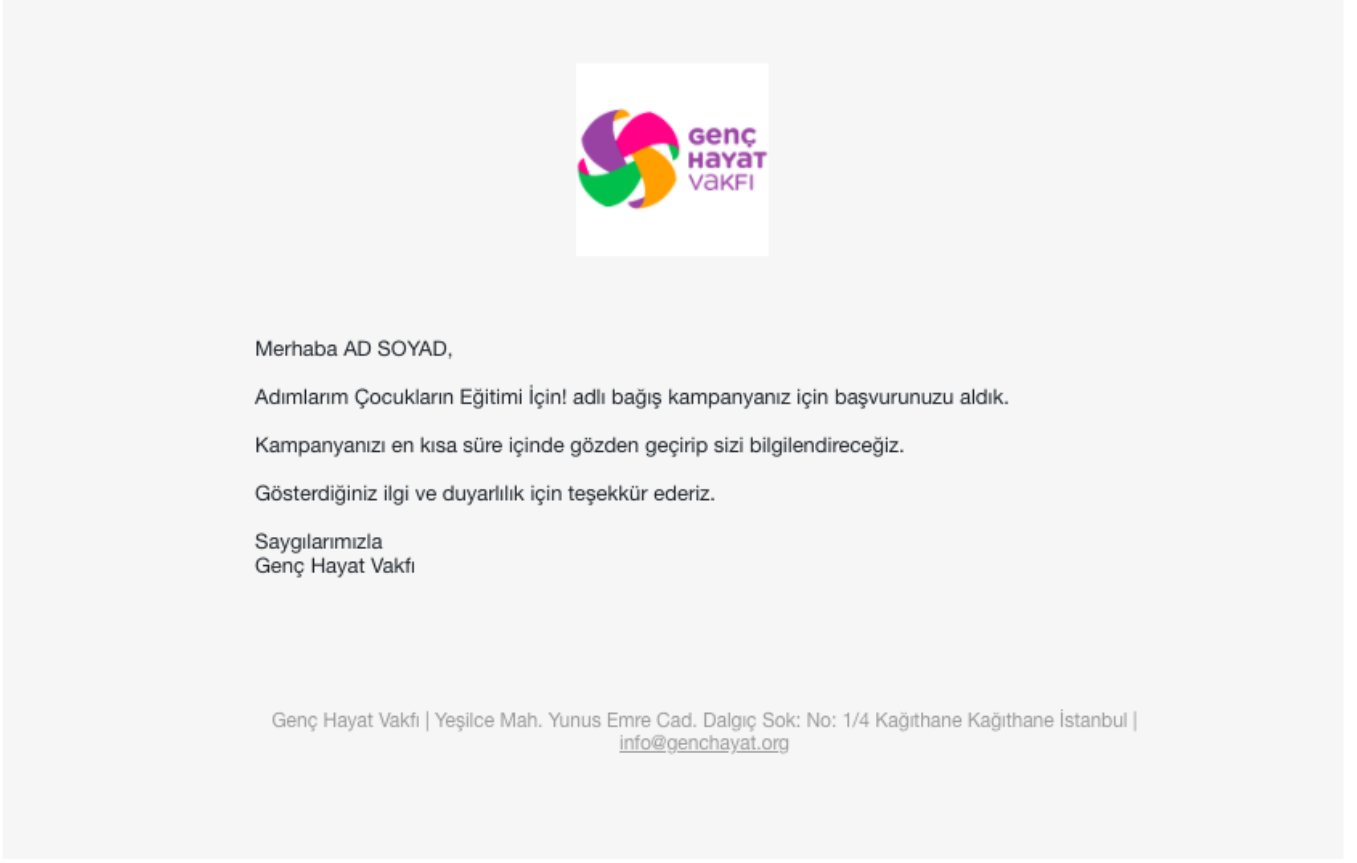 Genç
Hayat
Vakfı
Merhaba AD SOYAD,
Adımlarım Çocukların Eğitimi İçin! adlı bağış kampanyanız için başvurunuzu aldık.
Kampanyanızı en kısa süre içinde gözden geçirip sizi bilgilendireceğiz.
Gösterdiğiniz ilgi ve duyarlılık için teşekkür ederiz.
Saygılarımızla
Genç Hayat Vakfı
Genç Hayat Vakfı | Yeşilce Mah. Yunus Emre Cad. Dalgıç Sok: No: 1/4 Kağıthane Kağıthane İstanbul |
info@genchayat.org